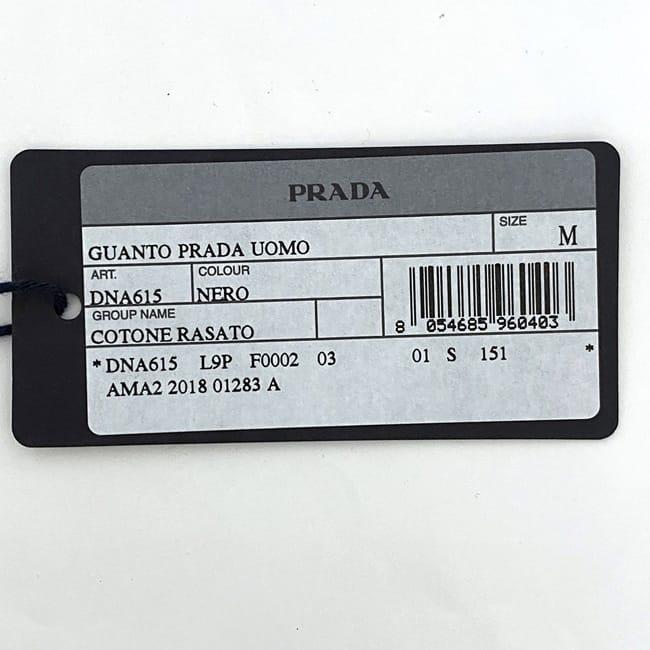 PRADA
GUANTO PRADA UOMO
SIZE
M
ART.
DNA615
COLOUR
NERO
GROUP NAME
COTONE RASATO
8 054685 960403
* DNA615 L9P F0002 03 01 S 151 *
AMA2 2018 01283 A